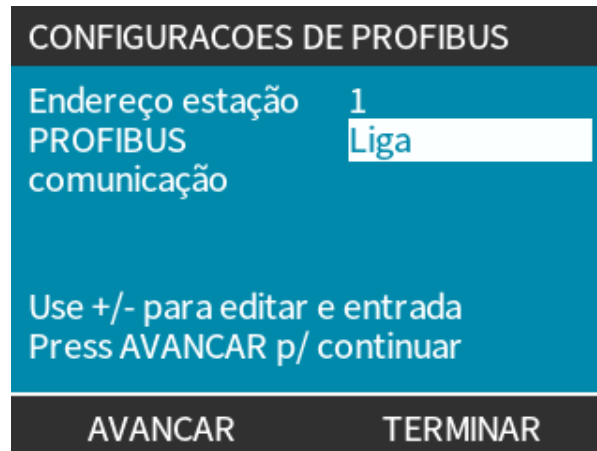 CONFIGURACOES DE PROFIBUS
Endereço estação 1
PROFIBUS Liga
comunicação
Use +/- para editar e entrada
Press AVANCAR p/ continuar
AVANCAR TERMINAR